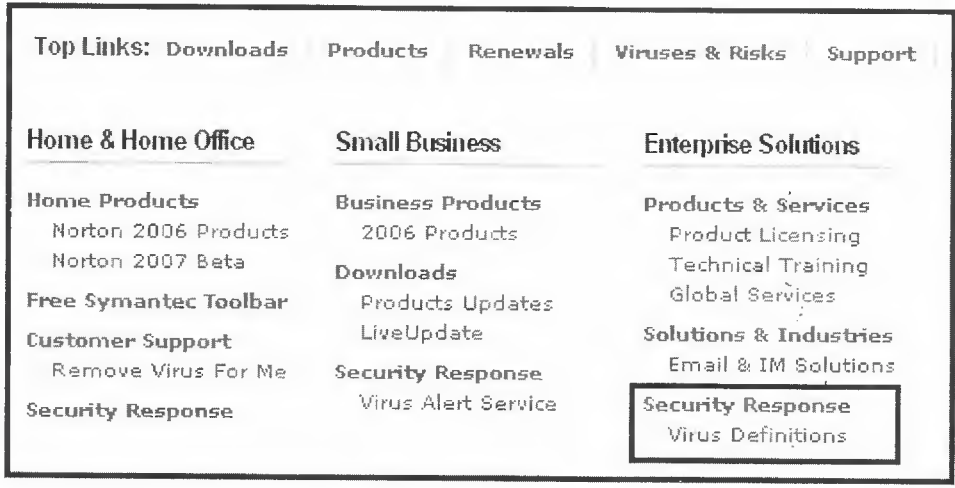 Top Links: Downloads Products Renewals Viruses & Risks Support
Home & Home Office
Home Products
Norton 2006 Products
Norton 2007 Beta
Free Symantec Toolbar
Customer Support
Remove Virus For Me
Security Response
Small Business
Business Products
2006 Products
Downloads
Products Updates
LiveUpdate
Security Response
Virus Alert Service
Enterprise Solutions
Products & Services
Product Licensing
Technical Training
Global Services
Solutions & Industries
Email & IM Solutions
Security Response
Virus Definitions